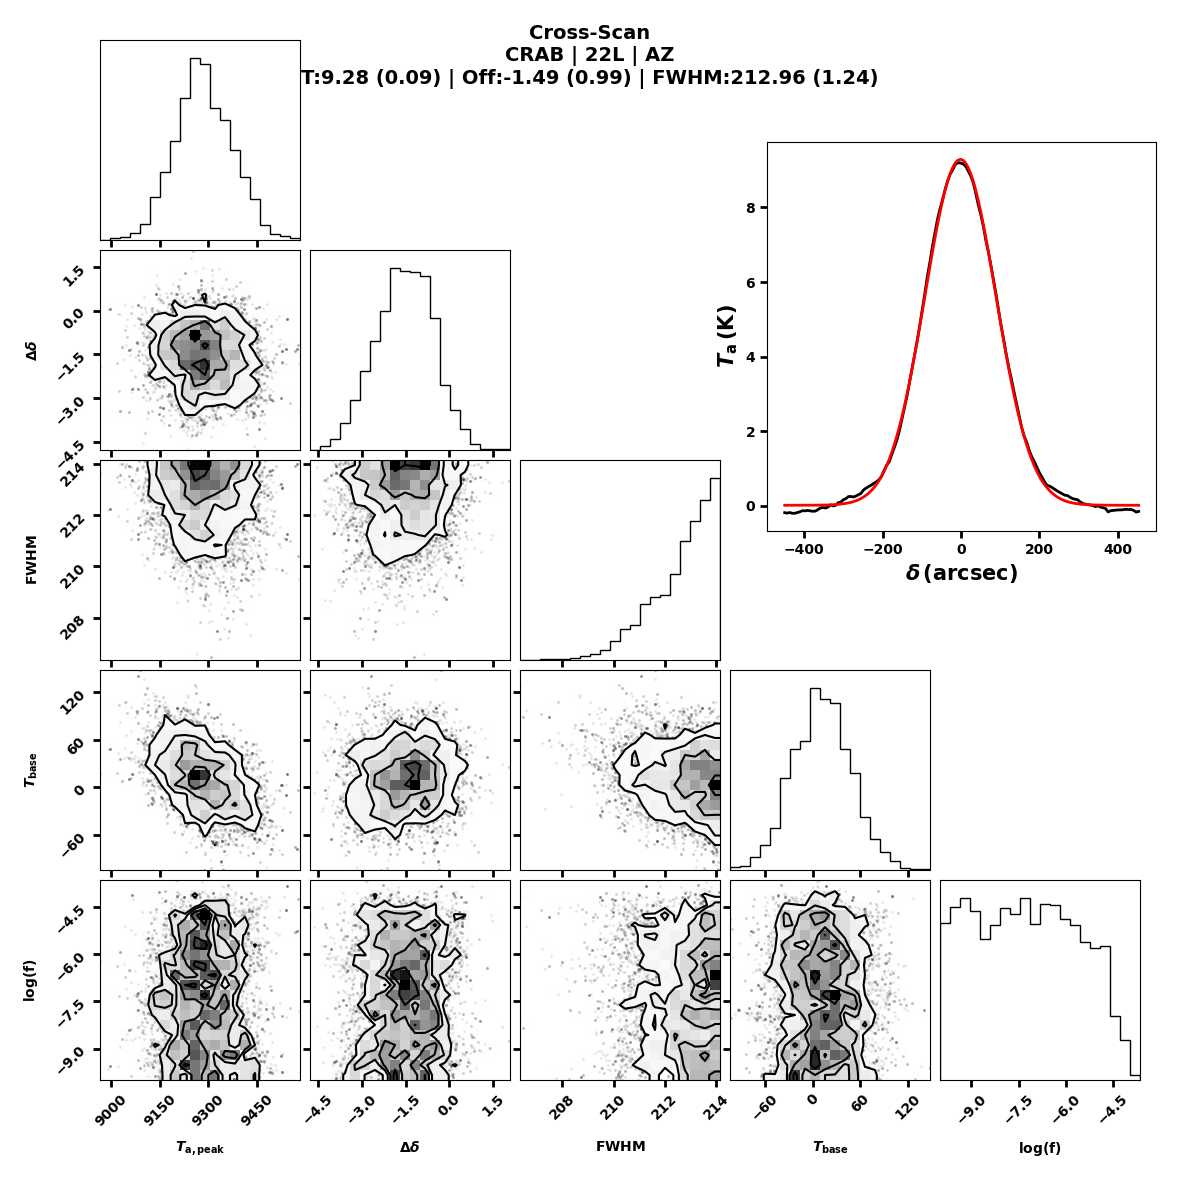 Cross-Scan
CRAB | 22L | AZ
T:9.28 (0.09) | Off:-1.49 (0.99) | FWHM:212.96 (1.24)
8
6
4
2
0
Ta (K)
−400 −200 0 200 400
δ (arcsec)
1.5
0.0
−1.5
−3.0
−4.5
Δδ
214
212
210
208
FWHM
120
60
0
−60
Tbase
−4.5
−6.0
−7.5
−9.0
log(f)
9000 9150 9300 9450 −4.5 −3.0 −1.5 0.0 1.5 208 210 212 214 −60 0 60 120 −9.0 −7.5 −6.0 −4.5
Ta,peak Δδ FWHM Tbase log(f)